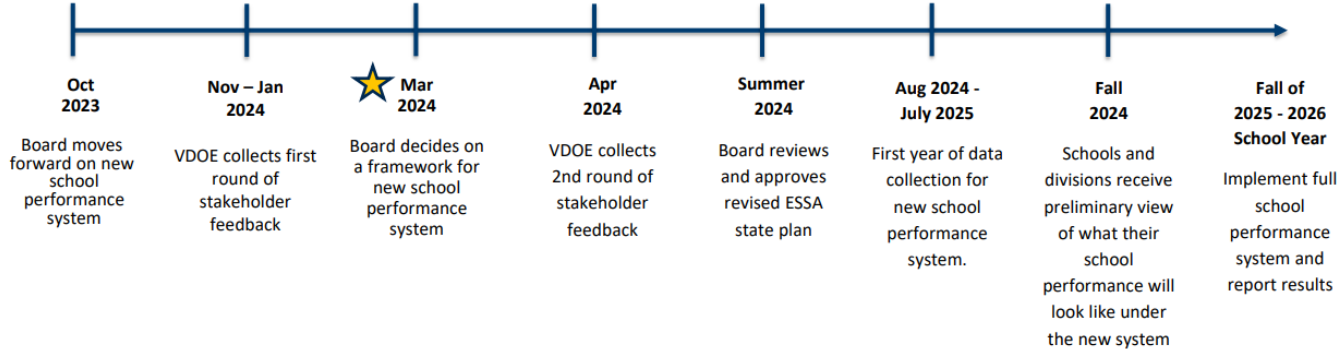 Oct
2023
Board moves
forward on new
school
performance
system
Nov – Jan
2024
VDOE collects first
round of
stakeholder
feedback
Mar
2024
Board decides on
a framework for
new school
performance
system
Apr
2024
VDOE collects
2nd round of
stakeholder
feedback
Summer
2024
Board reviews
and approves
revised ESSA
state plan
Aug 2024 -
July 2025
First year of data
collection for
new school
performance
system.
Fall
2024
Schools and
divisions receive
preliminary view
of what their
school
performance will
look like under
the new system
Fall of
2025 - 2026
School Year
Implement full
school
performance
system and
report results